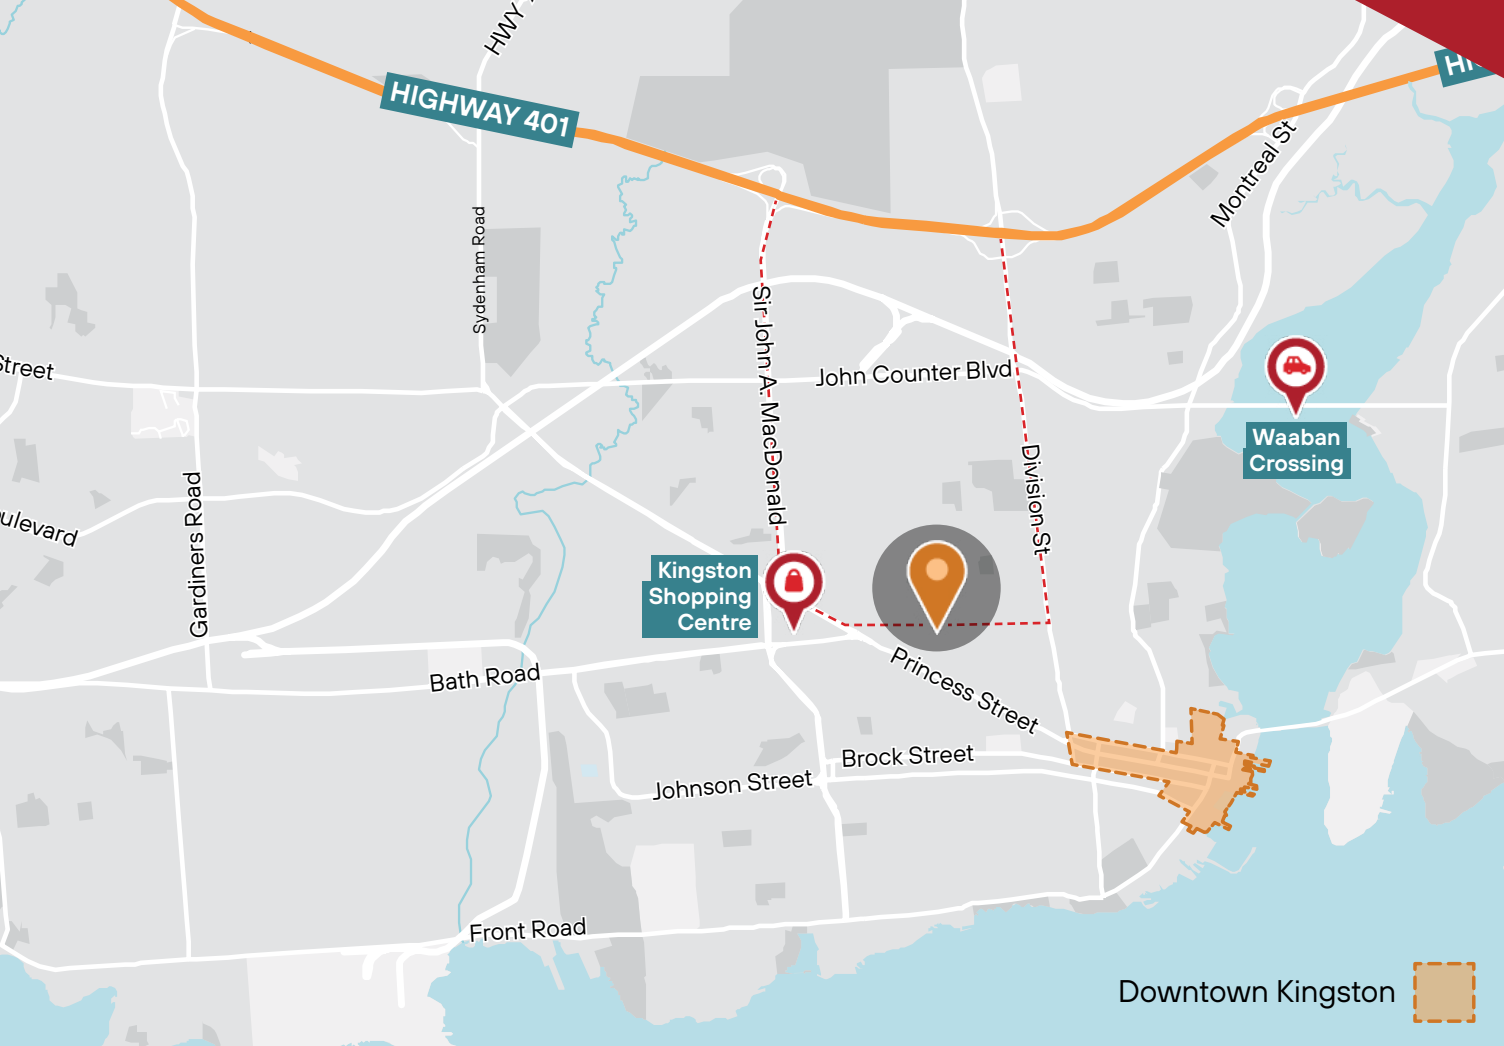 HWY
HIGHWAY 401
Montreal St
Sydenham Road
Sir John A. MacDonald
John Counter Blvd
Street
Waaban
Crossing
Division St
Gardiners Road
Kingston
Shopping
Centre
Princess Street
Bath Road
Brock Street
Johnson Street
Front Road
Downtown Kingston